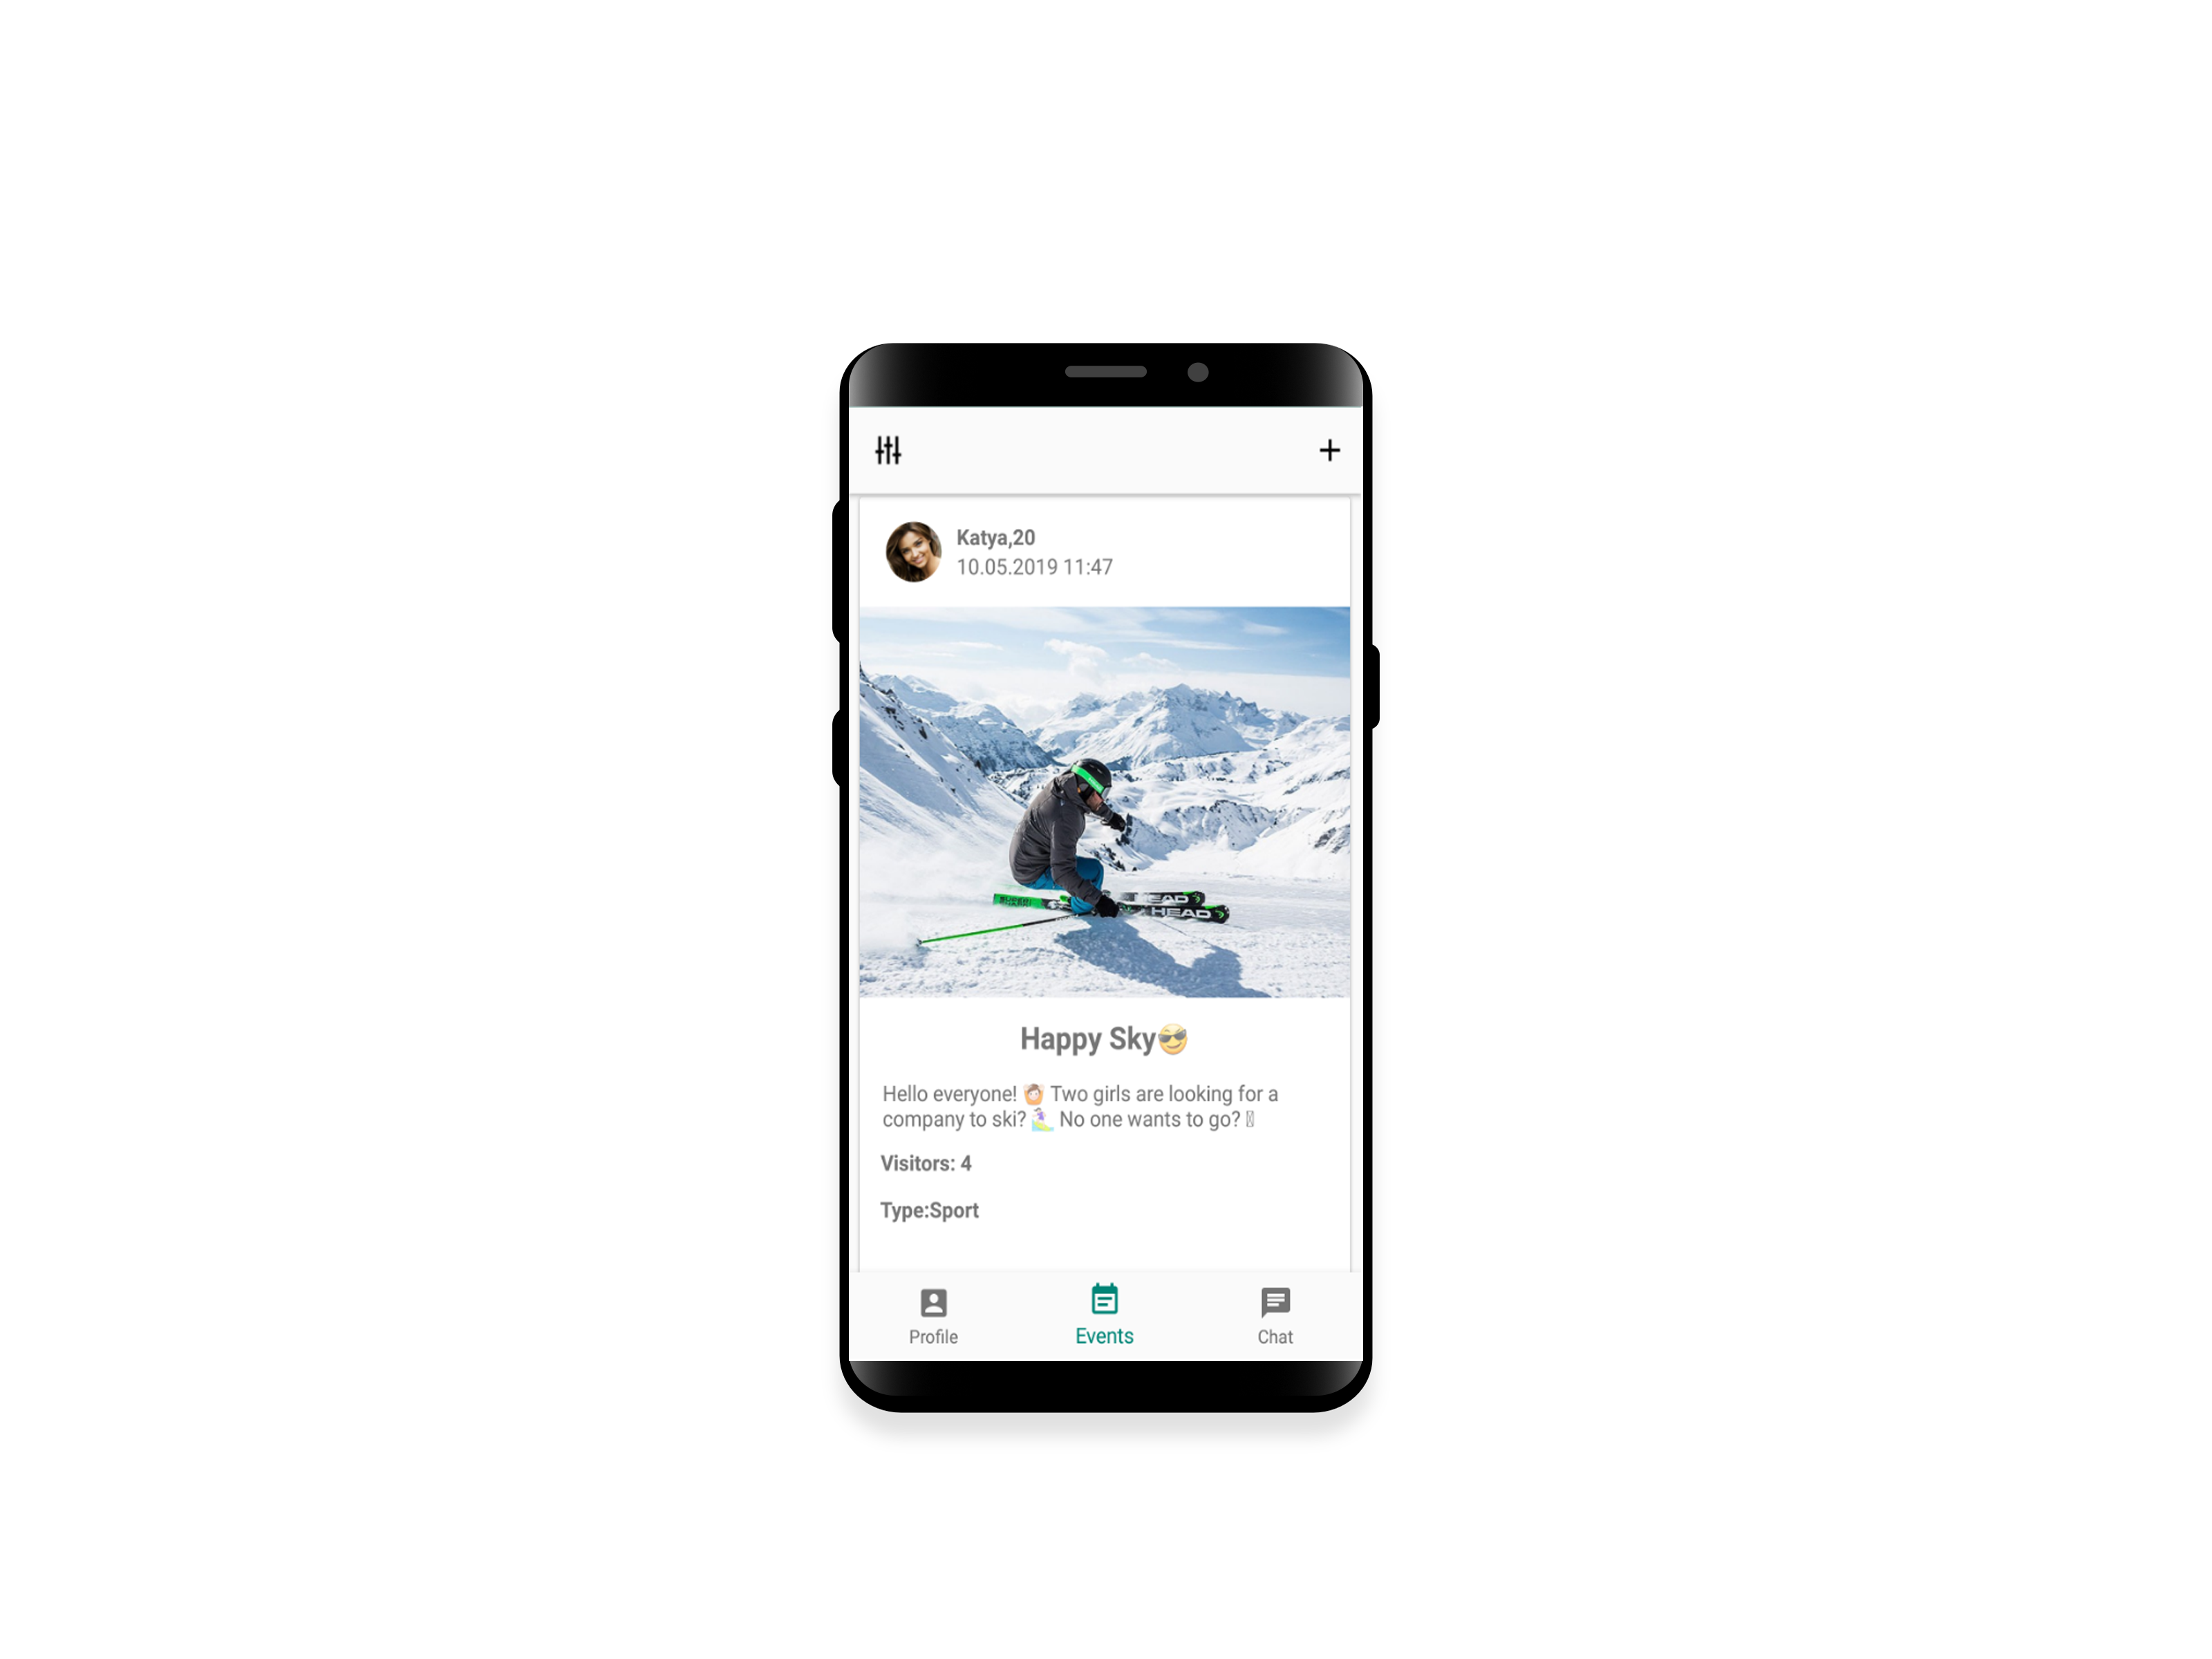 Katya,20
10.05.2019 11:47
HEAD
HEAD
Happy Sky😎
Hello everyone! 🙆🏻 Two girls are looking for a
company to ski? 🏄🏻‍♀️ No one wants to go? 
Visitors: 4
Type:Sport
Profile
Events
Chat